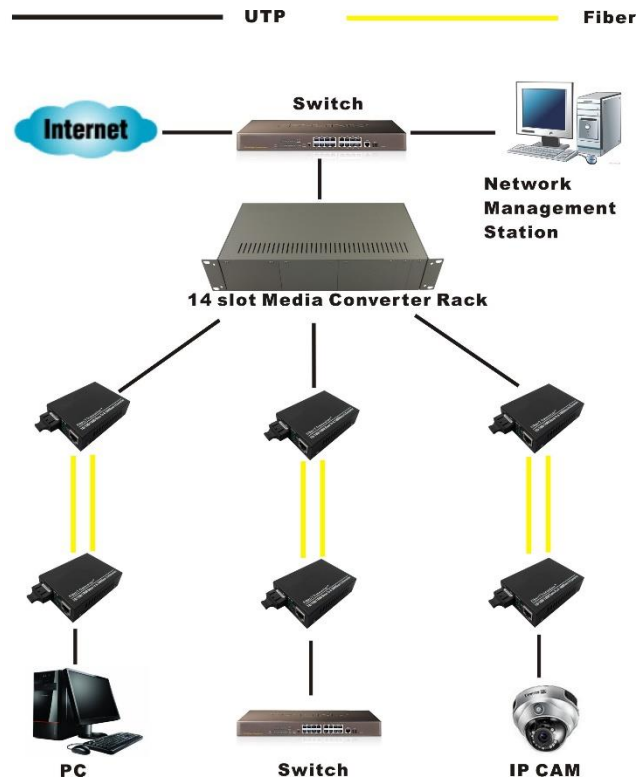 UTP
Fiber
Internet
Switch
Network
Management
Station
14 slot Media Converter Rack
PC
Switch
IP CAM